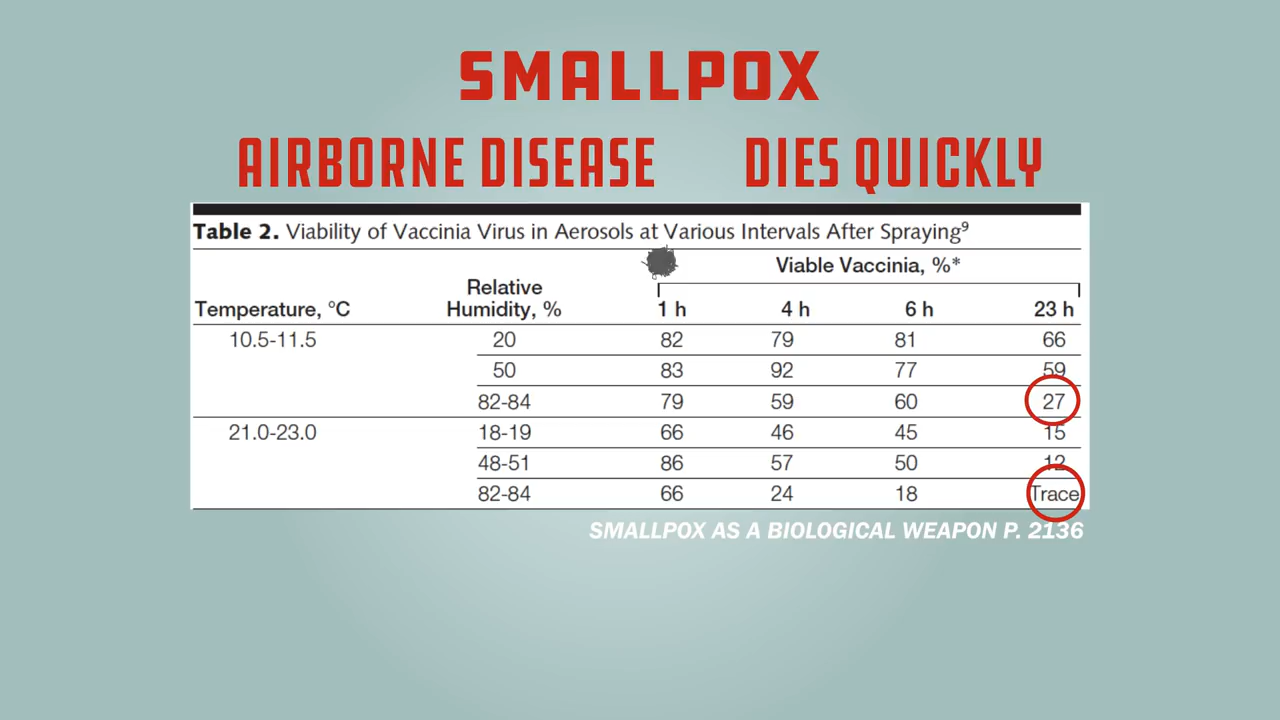 SMALLPOX
AIRBORNE DISEASE DIES QUICKLY
Table 2. Viability of Vaccinia Virus in Aerosols at Various Intervals After Spraying9
Viable Vaccinia, %*
Relative
Temperature, °C Humidity, % 1 h 4 h 6 h 23 h
10.5-11.5 20 82 79 81 66
50 83 92 77 59
82-84 79 59 60 27
21.0-23.0 18-19 66 46 45 15
48-51 86 57 50 12
82-84 66 24 18 Trace
SMALLPOX AS A BIOLOGICAL WEAPON P. 2136